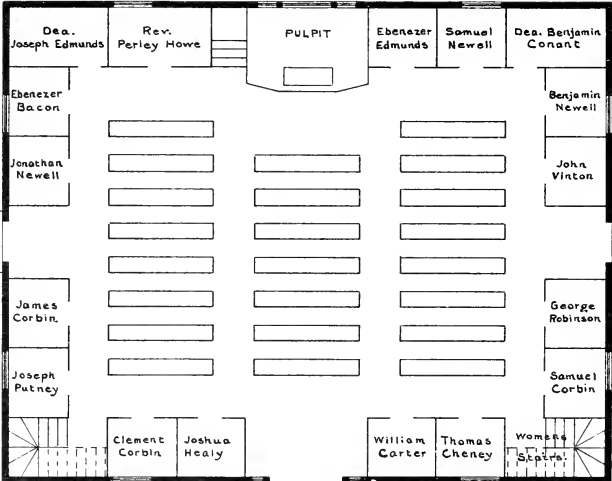 Dea.
Joseph Edmunds
Rev.
Perley Howe
PULPIT
Ebenezer
Edmunds
Samuel
Newell
Dea. Benjamin
Conant
Ebenezer
Bacon
Benjamin
Newell
Jonathan
Newell
John
Vinton
James
Corbin
George
Robinson
Joseph
Putney
Samuel
Corbin
Clement
Corbin
Joshua
Healy
William
Carter
Thomas
Cheney
Womens
Stairs.